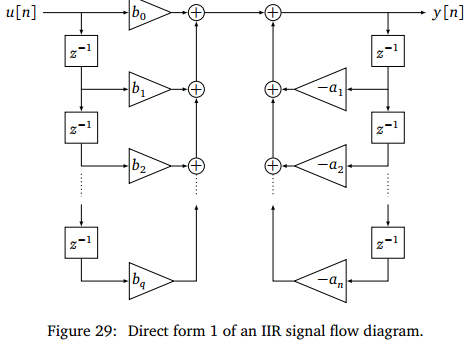 u[n] b₀ + + y[n]
z⁻¹ z⁻¹
b₁ + + −a₁
z⁻¹ z⁻¹
b₂ + + −a₂
z⁻¹ z⁻¹
b_q −aₙ
Figure 29: Direct form 1 of an IIR signal flow diagram.